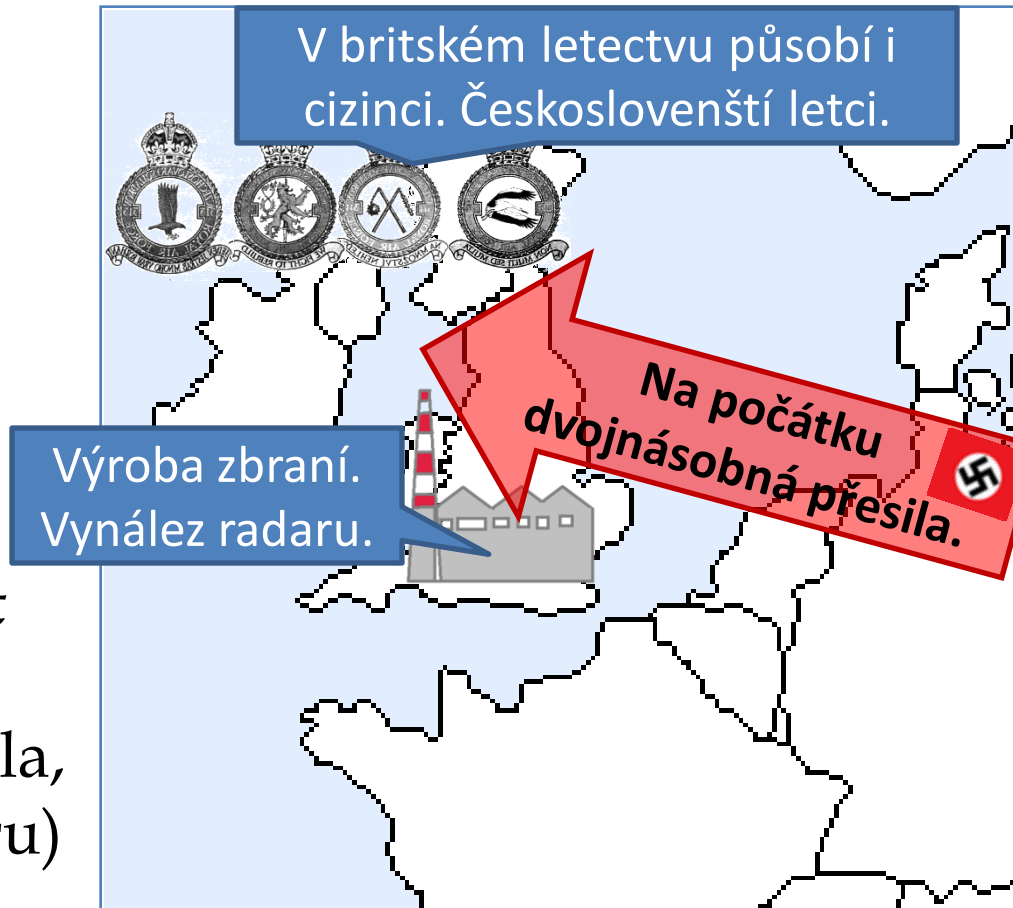 V britském letectvu působí i
cizinci. Českoslovenští letci.
Na počátku
dvojnásobná přesila.
Výroba zbraní.
Vynález radaru.
la,